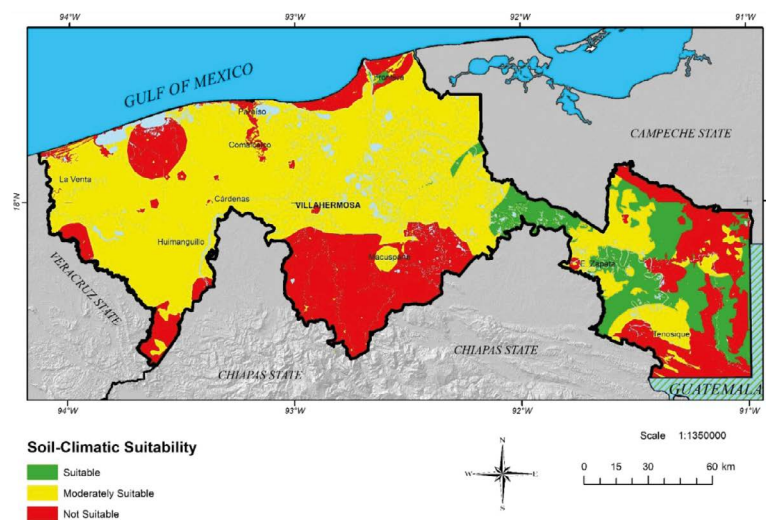 94°W 93°W 92°W 91°W
GULF OF MEXICO
Frontera
Paraíso
CAMPECHE STATE
Comalcalco
La Venta
18°N
Cárdenas
VILLAHERMOSA
Huimanguillo
Macuspana
E. Zapata
VERACRUZ STATE
Tenosique
CHIAPAS STATE
CHIAPAS STATE
GUATEMALA
94°W 93°W 92°W 91°W
Soil-Climatic Suitability
Suitable
Moderately Suitable
Not Suitable
N
W E
S
Scale 1:1350000
0 15 30 60 km